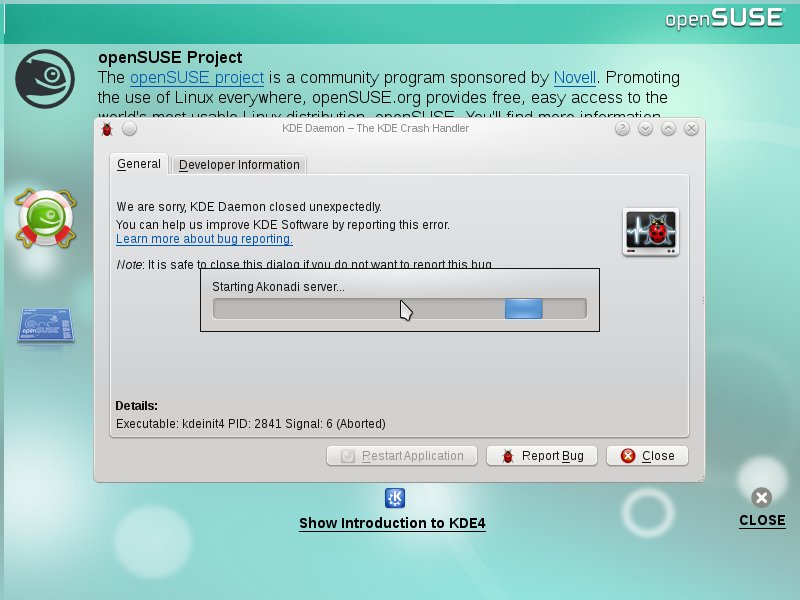 openSUSE
openSUSE Project
The openSUSE project is a community program sponsored by Novell. Promoting
the use of Linux everywhere, openSUSE.org provides free, easy access to the
world's most usable Linux distribution, openSUSE. You'll find more information
KDE Daemon – The KDE Crash Handler
General
Developer Information
We are sorry, KDE Daemon closed unexpectedly.
You can help us improve KDE Software by reporting this error.
Learn more about bug reporting.
Note: It is safe to close this dialog if you do not want to report this bug.
Starting Akonadi server...
openSUSE
Details:
Executable: kdeinit4 PID: 2841 Signal: 6 (Aborted)
Restart Application
Report Bug
Close
Show Introduction to KDE4
CLOSE